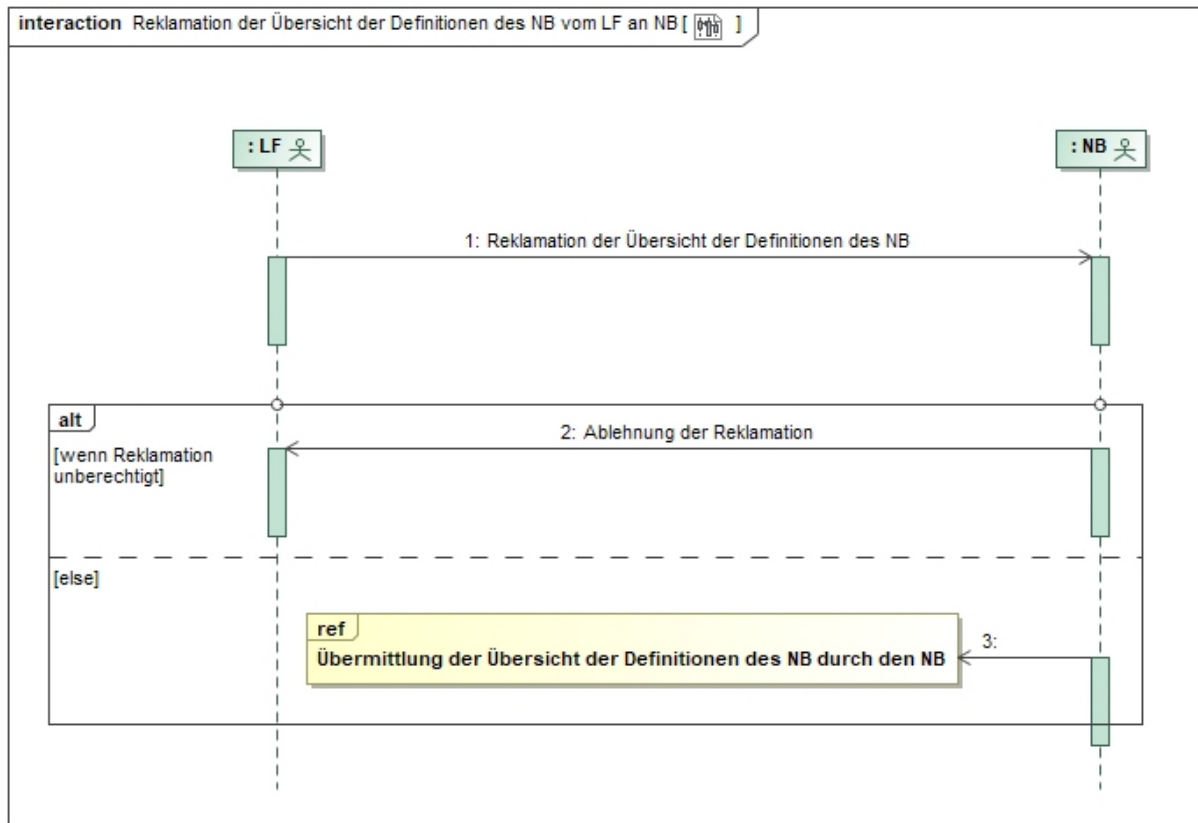 interaction Reklamation der Übersicht der Definitionen des NB vom LF an NB [ ]
: LF
: NB
1: Reklamation der Übersicht der Definitionen des NB
alt
2: Ablehnung der Reklamation
[wenn Reklamation
unberechtigt]
[else]
ref
3:
Übermittlung der Übersicht der Definitionen des NB durch den NB